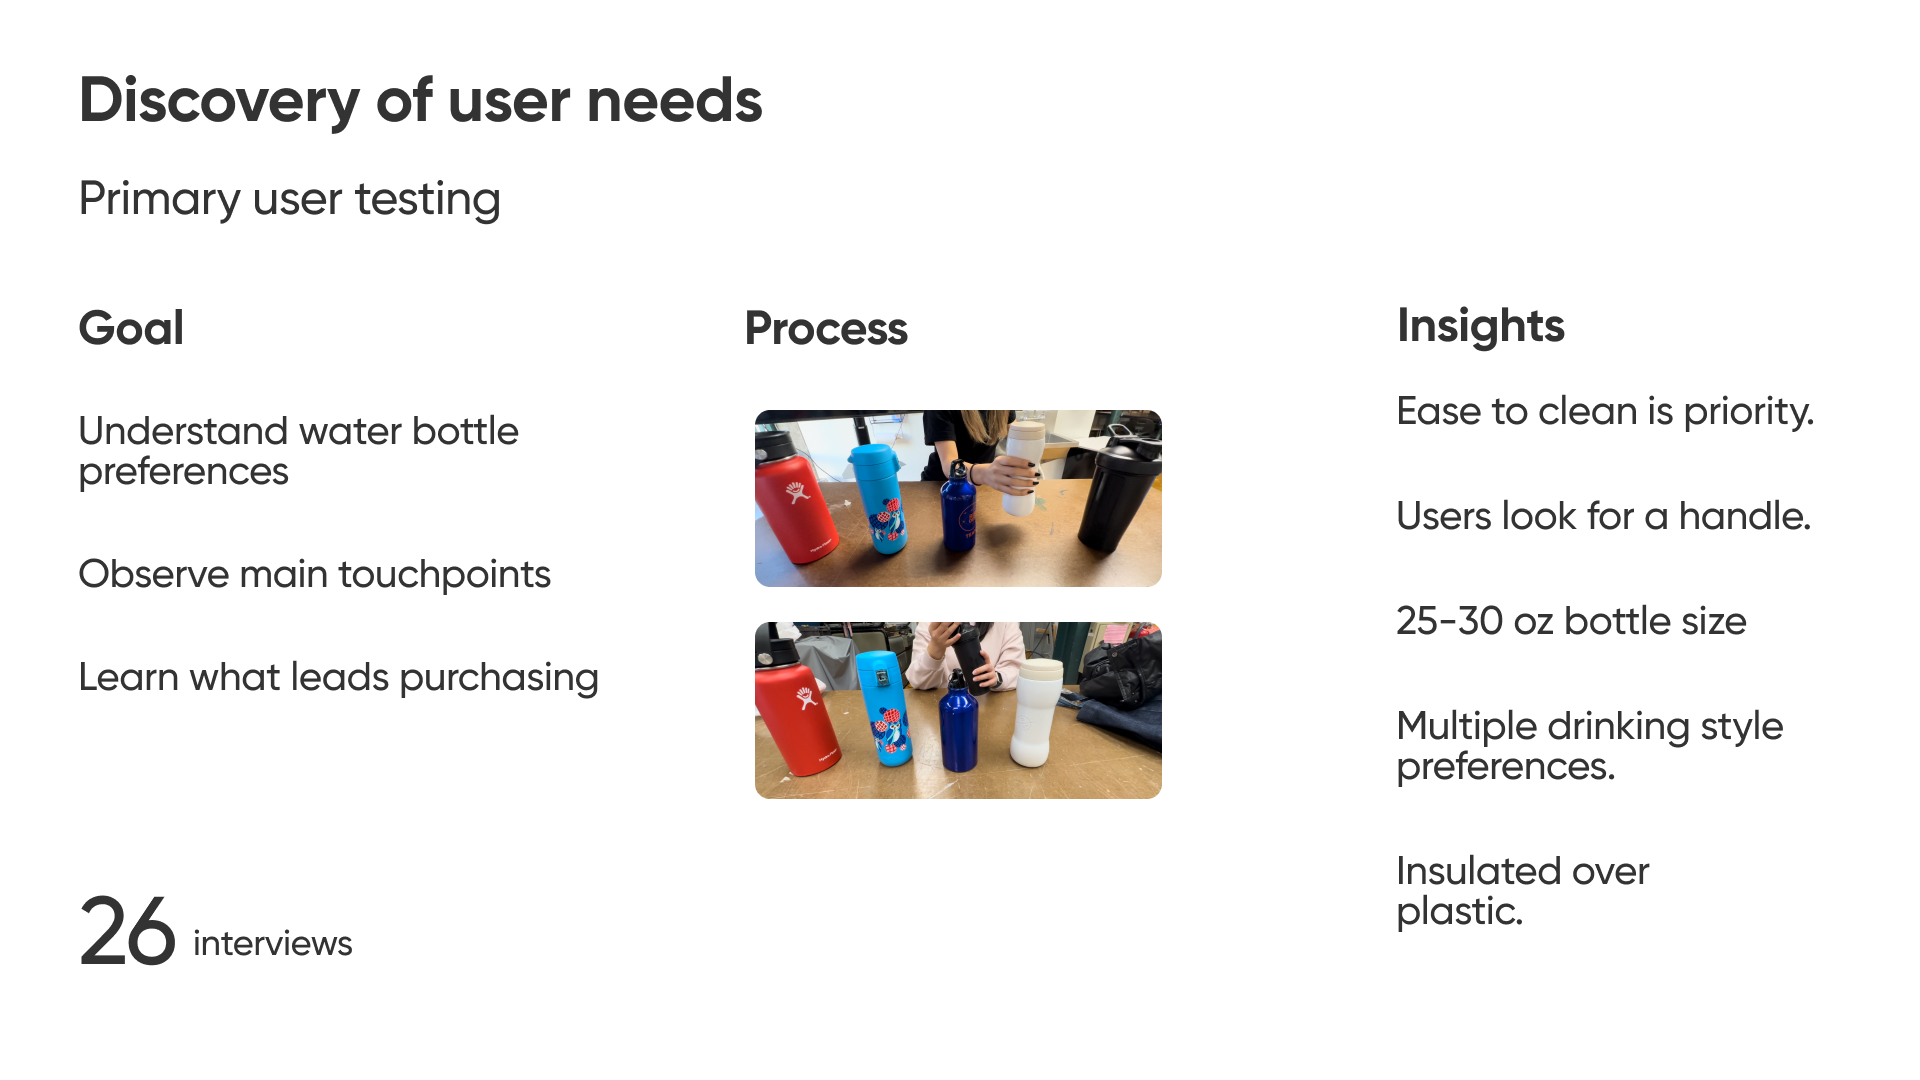 Discovery of user needs
Primary user testing
Goal
Understand water bottle
preferences
Observe main touchpoints
Learn what leads purchasing
26 interviews
Process
Insights
Ease to clean is priority.
Users look for a handle.
25-30 oz bottle size
Multiple drinking style
preferences.
Insulated over
plastic.